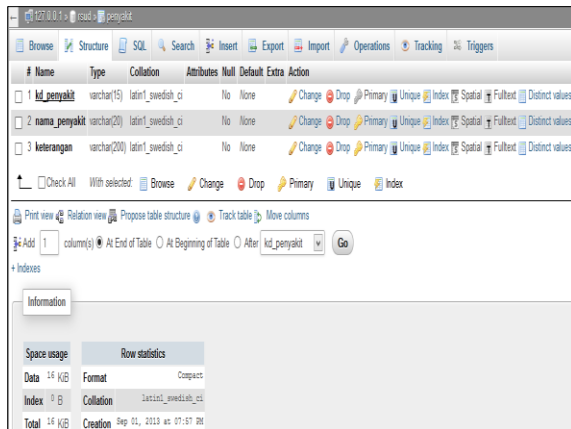 127.0.0.1 » rsud » penyakit
Browse Structure SQL Search Insert Export Import Operations Tracking Triggers
# Name Type Collation Attributes Null Default Extra Action
1 kd_penyakit varchar(15) latin1_swedish_ci No None Change Drop Primary Unique Index Spatial Fulltext Distinct values
2 nama_penyakit varchar(20) latin1_swedish_ci No None Change Drop Primary Unique Index Spatial Fulltext Distinct values
3 keterangan varchar(200) latin1_swedish_ci No None Change Drop Primary Unique Index Spatial Fulltext Distinct values
Check All With selected: Browse Change Drop Primary Unique Index
Print view Relation view Propose table structure Track table Move columns
Add 1 column(s) At End of Table At Beginning of Table After kd_penyakit Go
+ Indexes
Information
Space usage Row statistics
Data 16 KiB Format Compact
Index 0 B Collation latin1_swedish_ci
Total 16 KiB Creation Sep 01, 2013 at 07:57 PM